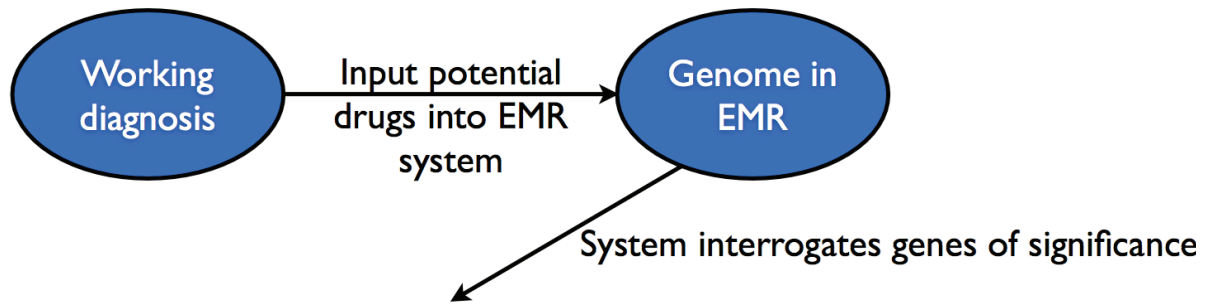 Working
diagnosis
Input potential
drugs into EMR
system
Genome in
EMR
System interrogates genes of significance